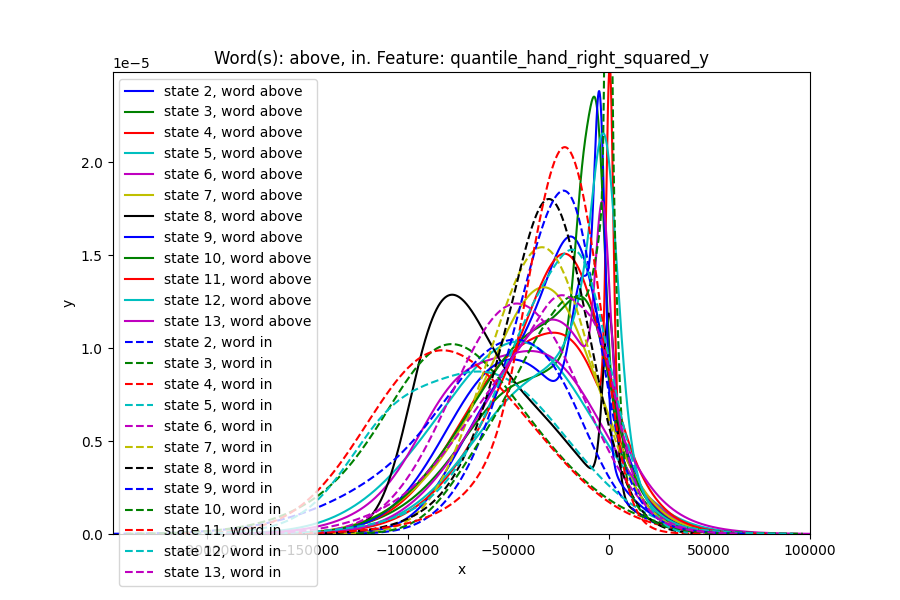 Word(s): above, in. Feature: quantile_hand_right_squared_y
1e−5
state 2, word above
state 3, word above
state 4, word above
state 5, word above
state 6, word above
state 7, word above
state 8, word above
state 9, word above
state 10, word above
state 11, word above
state 12, word above
state 13, word above
state 2, word in
state 3, word in
state 4, word in
state 5, word in
state 6, word in
state 7, word in
state 8, word in
state 9, word in
state 10, word in
state 11, word in
state 12, word in
state 13, word in
2.0
1.5
1.0
0.5
0.0
y
−150000 −100000 −50000 0 50000 100000
x